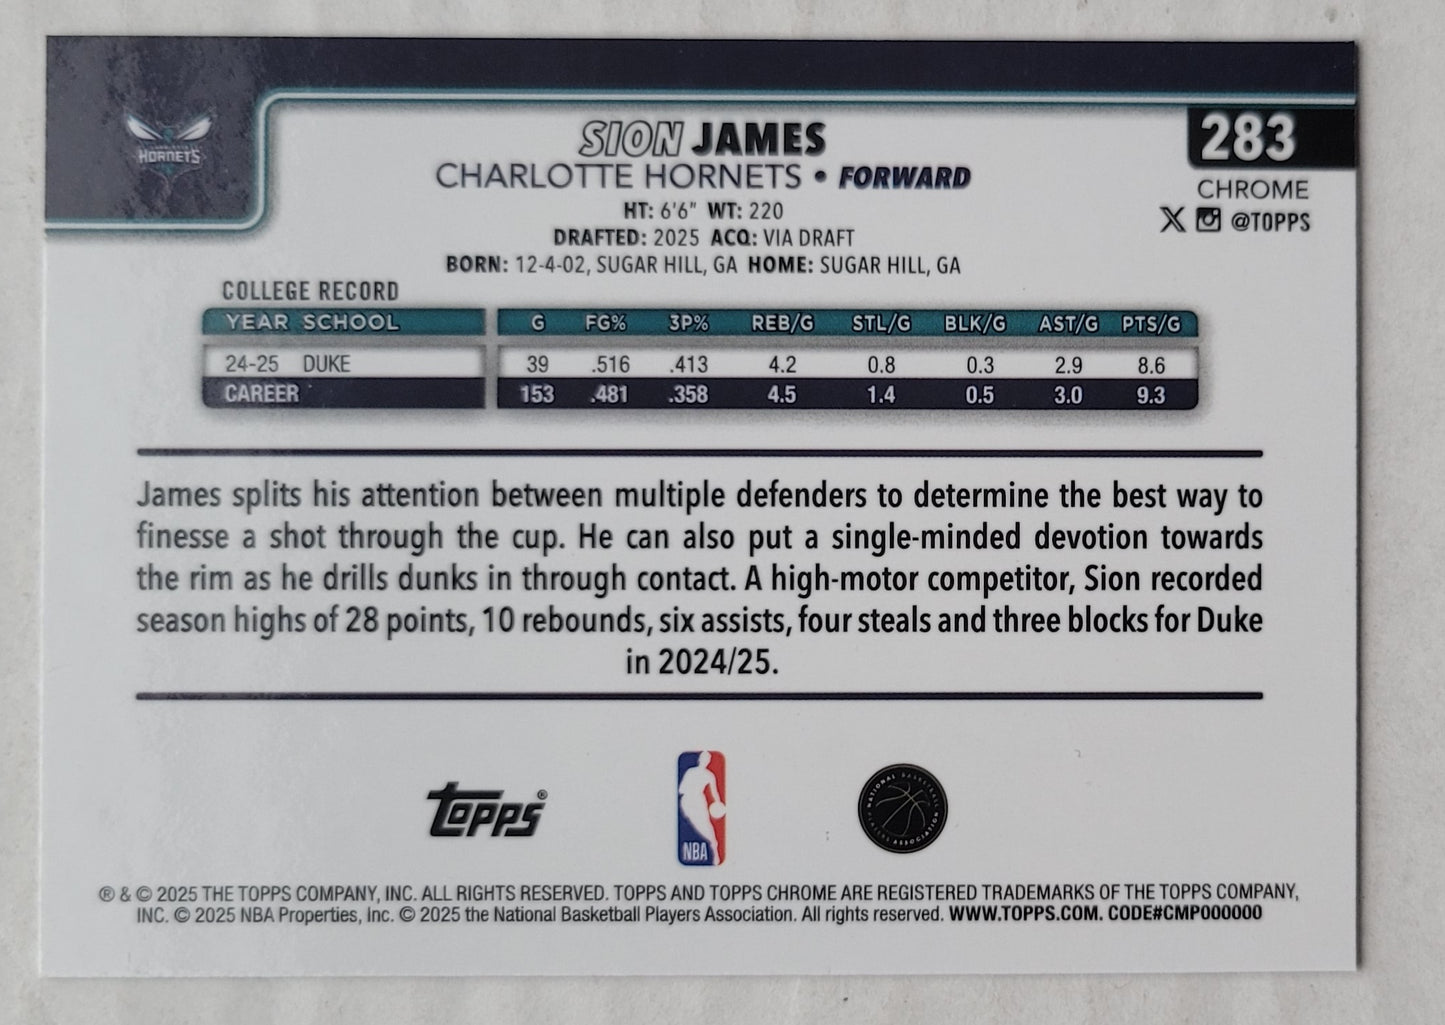 HORNETS
SION JAMES
283
CHARLOTTE HORNETS • FORWARD
CHROME
HT: 6'6" WT: 220
@TOPPS
DRAFTED: 2025 ACQ: VIA DRAFT
BORN: 12-4-02, SUGAR HILL, GA HOME: SUGAR HILL, GA
COLLEGE RECORD
YEAR SCHOOL G FG% 3P% REB/G STL/G BLK/G AST/G PTS/G
24-25 DUKE 39 .516 .413 4.2 0.8 0.3 2.9 8.6
CAREER 153 .481 .358 4.5 1.4 0.5 3.0 9.3
James splits his attention between multiple defenders to determine the best way to
finesse a shot through the cup. He can also put a single-minded devotion towards
the rim as he drills dunks in through contact. A high-motor competitor, Sion recorded
season highs of 28 points, 10 rebounds, six assists, four steals and three blocks for Duke
in 2024/25.
topps®
NBA
NATIONAL BASKETBALL PLAYERS ASSOCIATION
® & © 2025 THE TOPPS COMPANY, INC. ALL RIGHTS RESERVED. TOPPS AND TOPPS CHROME ARE REGISTERED TRADEMARKS OF THE TOPPS COMPANY,
INC. © 2025 NBA Properties, Inc. © 2025 the National Basketball Players Association. All rights reserved. WWW.TOPPS.COM. CODE#CMP000000